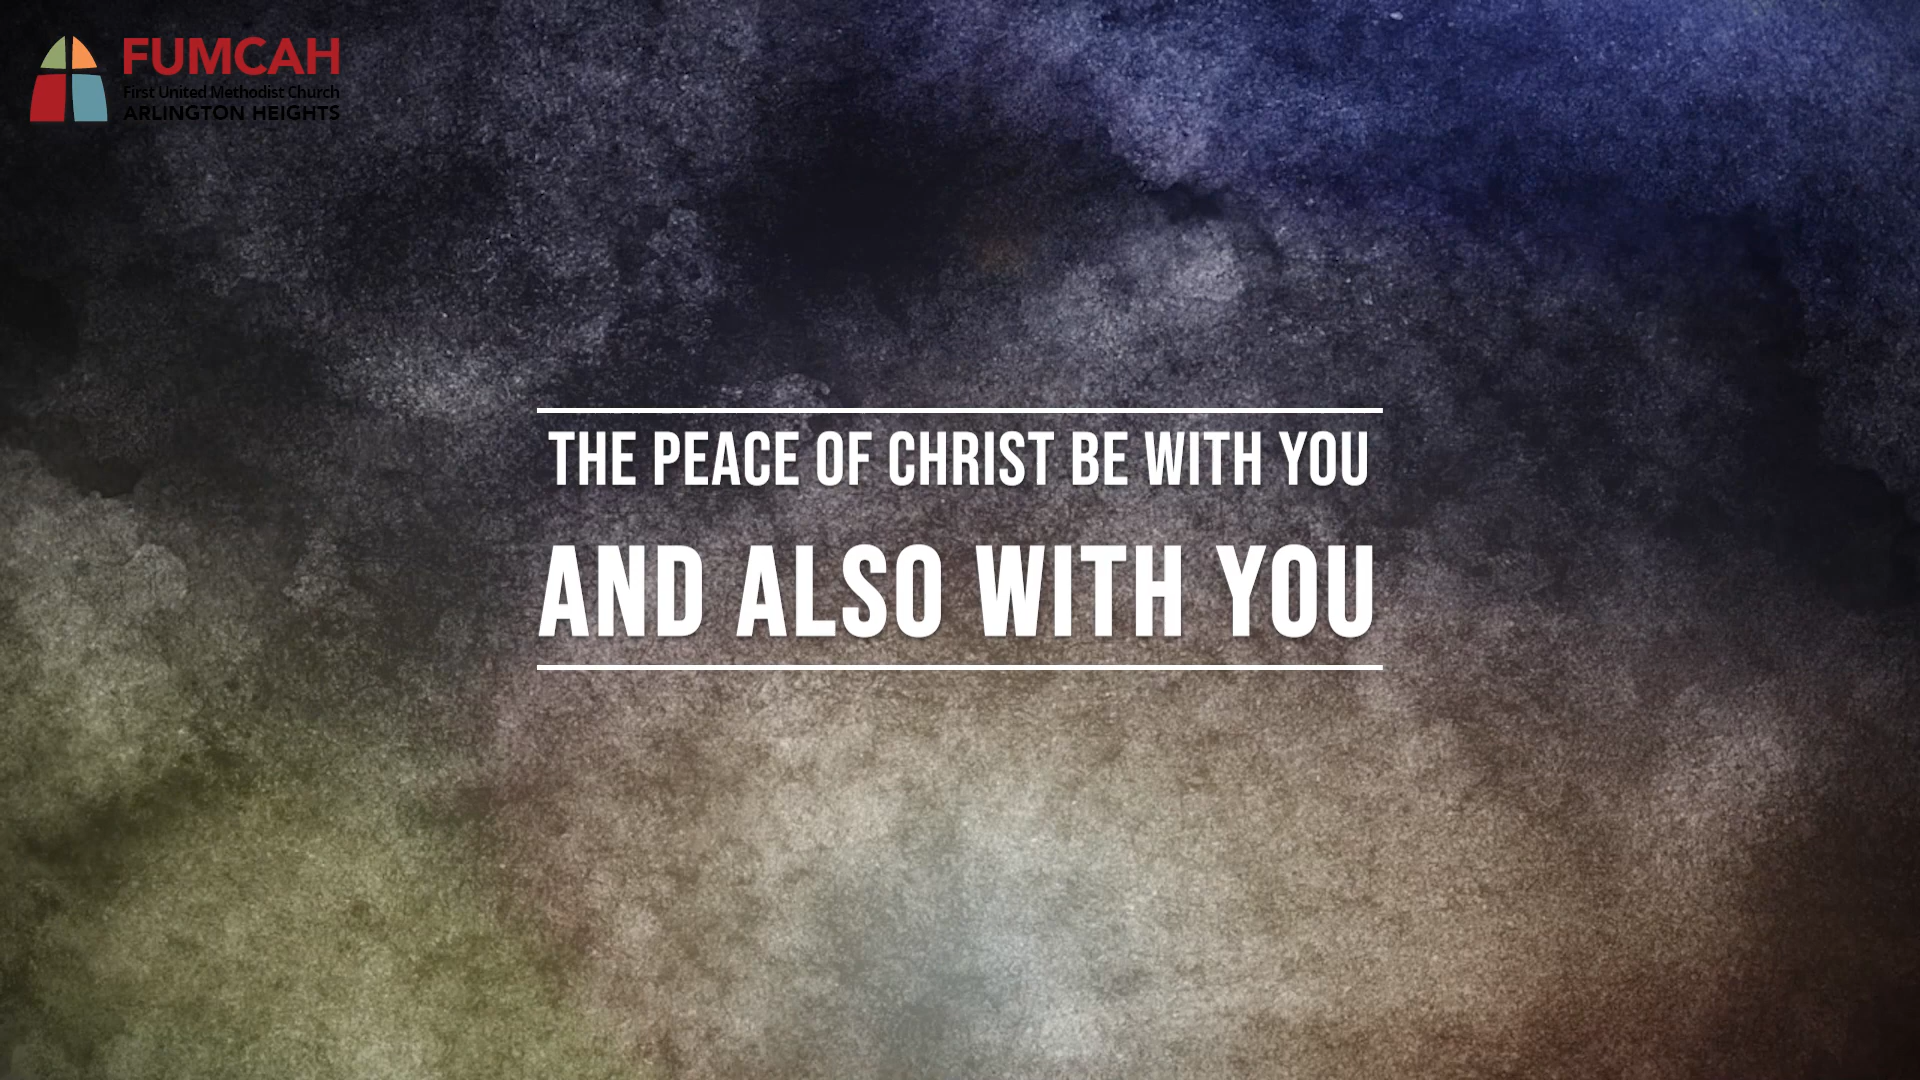 FUMCAH
First United Methodist Church
ARLINGTON HEIGHTS
THE PEACE OF CHRIST BE WITH YOU
AND ALSO WITH YOU